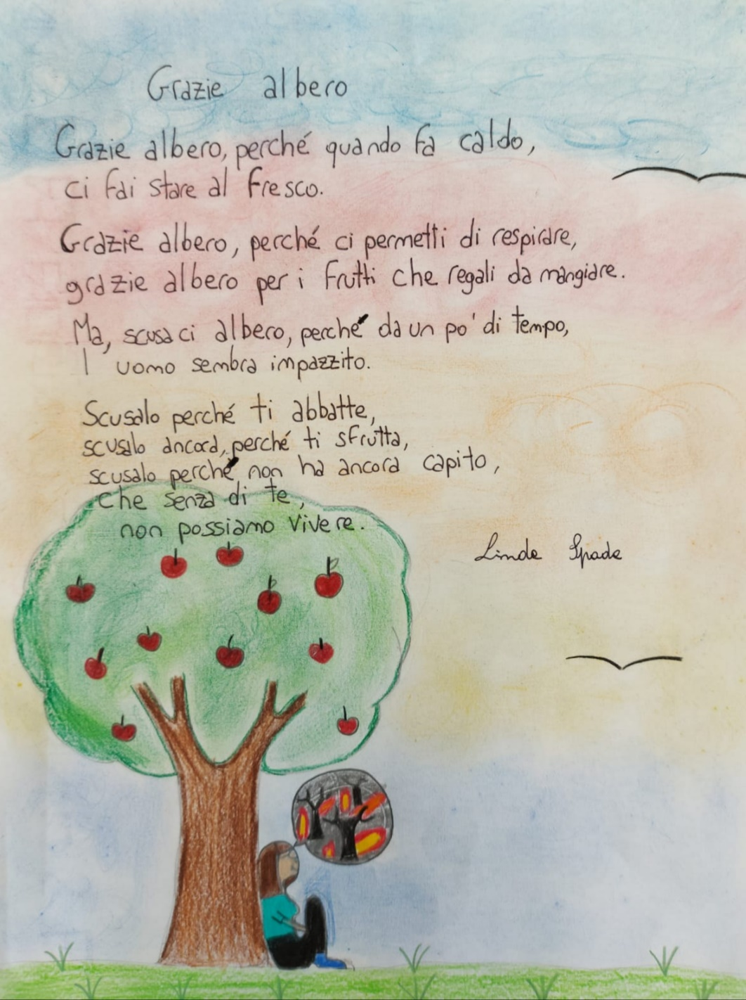 Grazie albero
Grazie albero, perché quando fa caldo,
ci fai stare al fresco.
Grazie albero, perché ci permetti di respirare,
grazie albero per i frutti che regali da mangiare.
Ma, scusaci albero, perché da un po' di tempo,
l'uomo sembra impazzito.
Scusalo perché ti abbatte,
scusalo ancora, perché ti sfrutta,
scusalo perché non ha ancora capito,
che senza di te,
non possiamo vivere.
Linda Spada